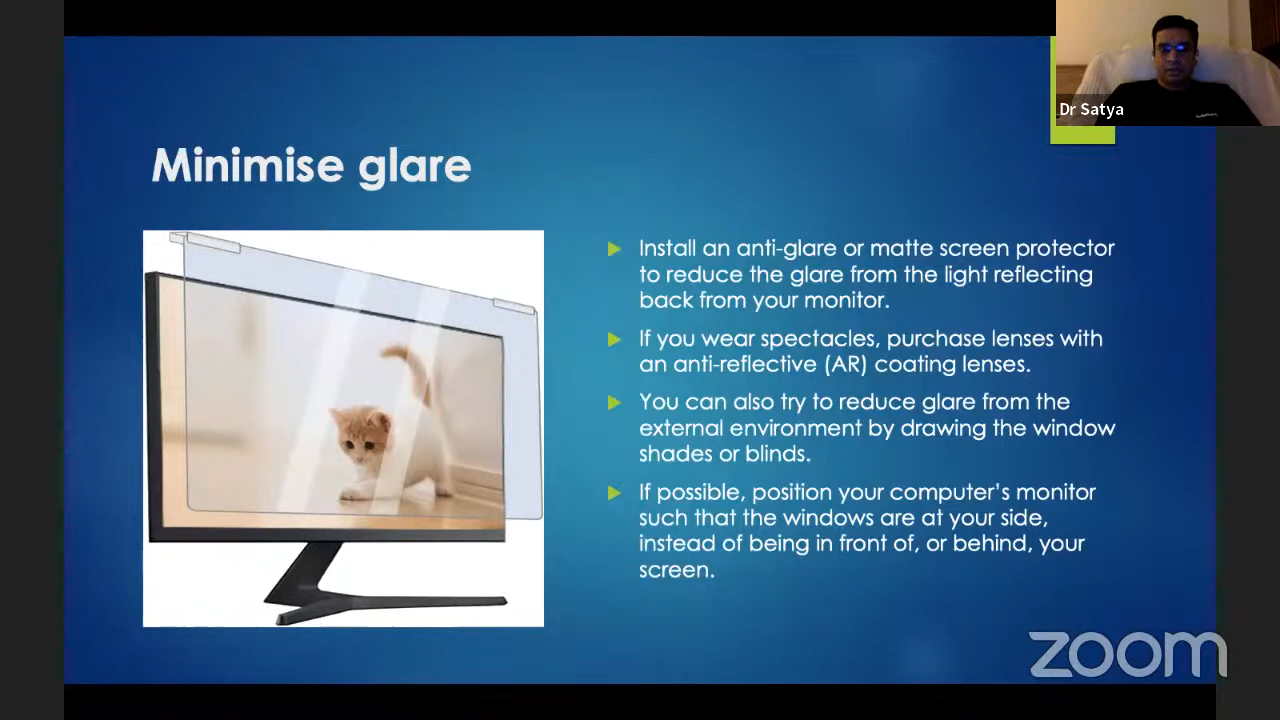 Dr Satya
Minimise glare
Install an anti-glare or matte screen protector
to reduce the glare from the light reflecting
back from your monitor.
If you wear spectacles, purchase lenses with
an anti-reflective (AR) coating lenses.
You can also try to reduce glare from the
external environment by drawing the window
shades or blinds.
If possible, position your computer's monitor
such that the windows are at your side,
instead of being in front of, or behind, your
screen.
zoom